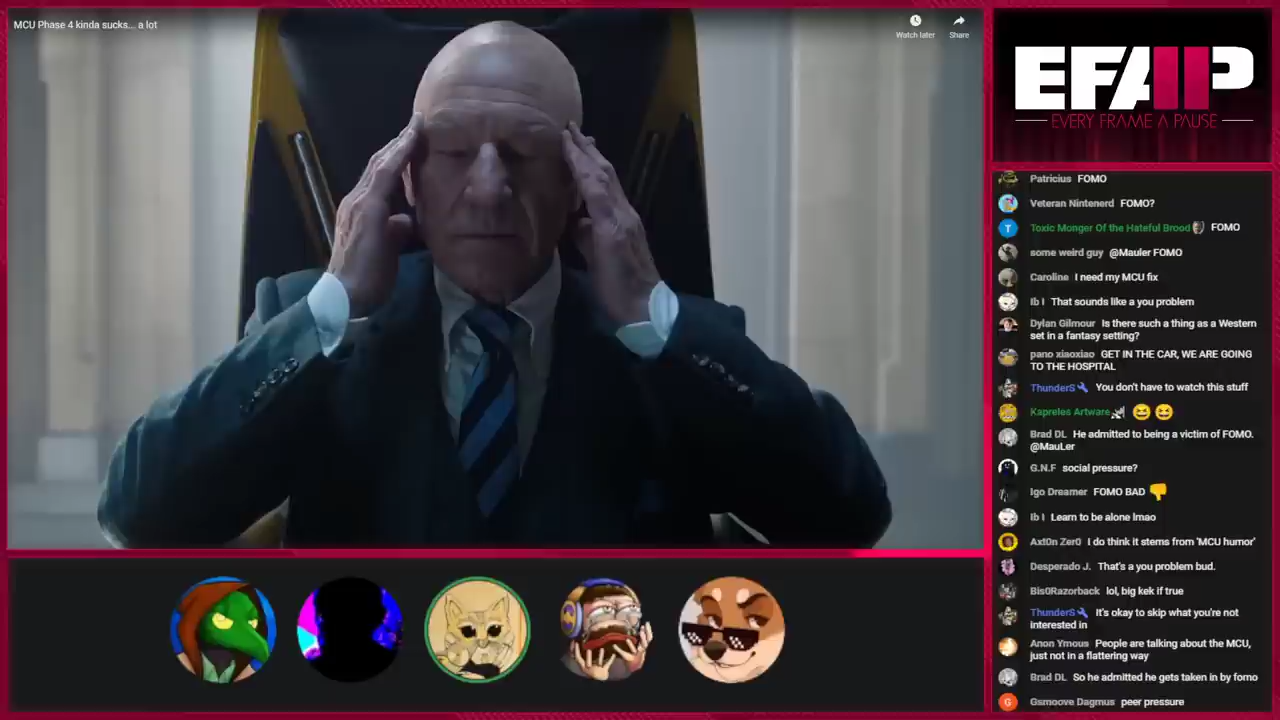 MCU Phase 4 kinda sucks... a lot
Watch later
Share
EFAP
EVERY FRAME A PAUSE
Patricius FOMO
Veteran Nintenerd FOMO?
T Toxic Monger Of the Hateful Brood FOMO
some weird guy @Mauler FOMO
Caroline I need my MCU fix
Ib I That sounds like a you problem
Dylan Gilmour Is there such a thing as a Western
set in a fantasy setting?
pano xiaoxiao GET IN THE CAR, WE ARE GOING
TO THE HOSPITAL
ThunderS You don't have to watch this stuff
Kapreles Artware
Brad DL He admitted to being a victim of FOMO.
@MauLer
G.N.F social pressure?
Igo Dreamer FOMO BAD
Ib I Learn to be alone lmao
Axt0n Zer0 I do think it stems from 'MCU humor'
Desperado J. That's a you problem bud.
Bis0Razorback lol, big kek if true
ThunderS It's okay to skip what you're not
interested in
Anon Ymous People are talking about the MCU,
just not in a flattering way
Brad DL So he admitted he gets taken in by fomo
G Gsmoove Dagmus peer pressure